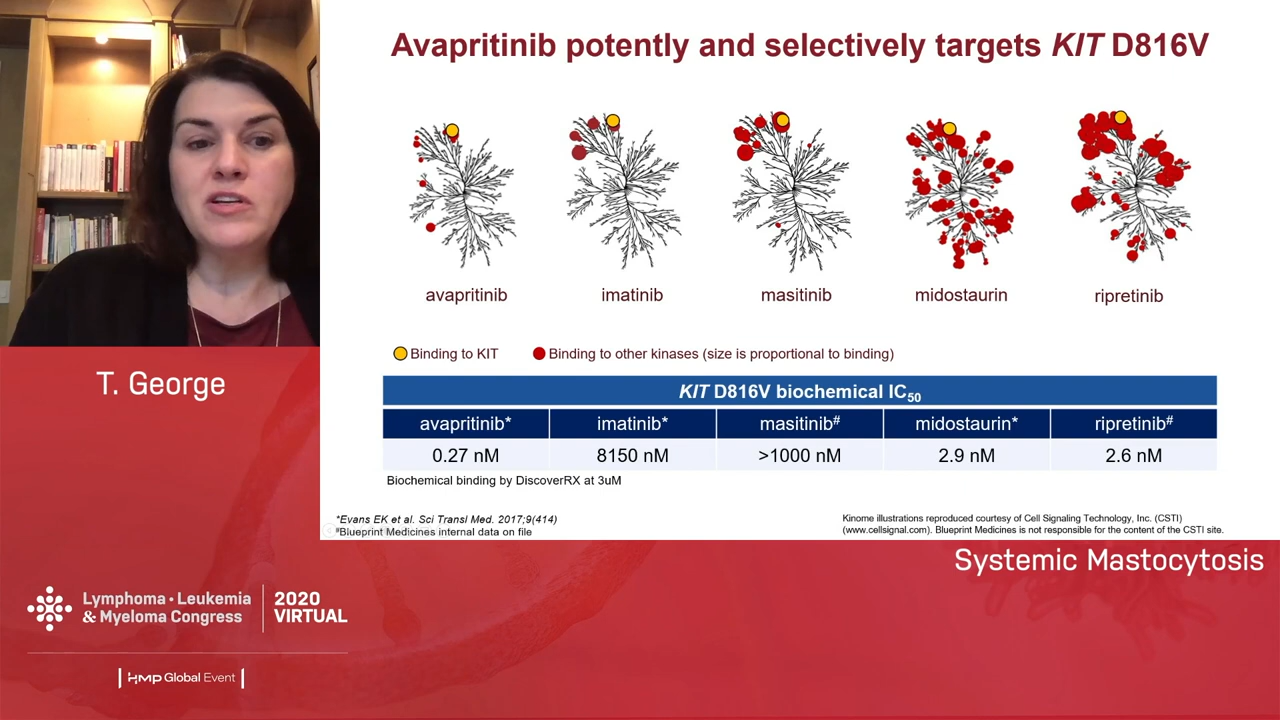 Avapritinib potently and selectively targets KIT D816V
avapritinib
imatinib
masitinib
midostaurin
ripretinib
Binding to KIT
Binding to other kinases (size is proportional to binding)
KIT D816V biochemical IC50
avapritinib* imatinib* masitinib# midostaurin* ripretinib#
0.27 nM 8150 nM >1000 nM 2.9 nM 2.6 nM
Biochemical binding by DiscoverRX at 3uM
*Evans EK et al. Sci Transl Med. 2017;9(414)
#Blueprint Medicines internal data on file
Kinome illustrations reproduced courtesy of Cell Signaling Technology, Inc. (CSTI)
(www.cellsignal.com). Blueprint Medicines is not responsible for the content of the CSTI site.
T. George
Systemic Mastocytosis
Lymphoma • Leukemia
& Myeloma Congress
2020
VIRTUAL
HMP Global Event